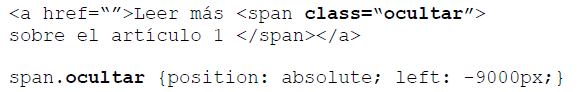 <a href=“”>Leer más <span class=“ocultar”>
sobre el artículo 1 </span></a>
span.ocultar {position: absolute; left: -9000px;}